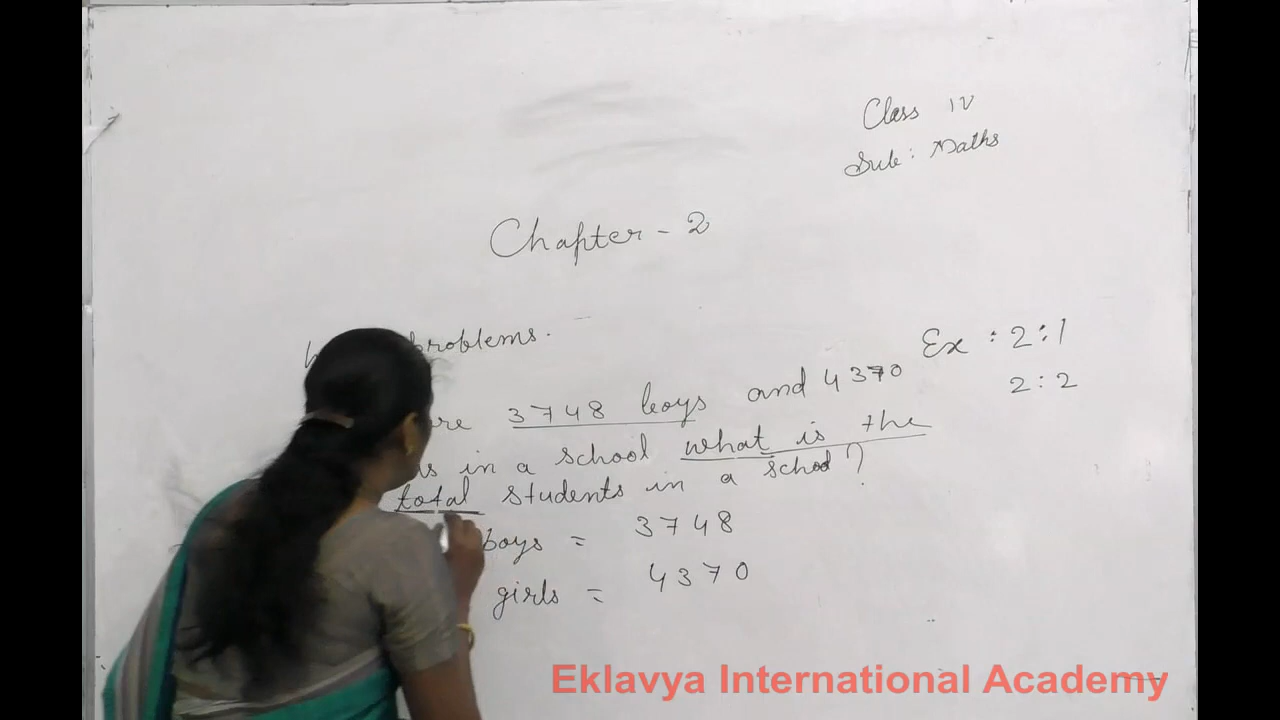 Class IV
Sub: Maths
Chapter - 2
problems.
Ex : 2:1
2:2
3748 boys and 4370
in a school what is the
total students in a school ?
boys = 3748
girls = 4370
Eklavya International Academy